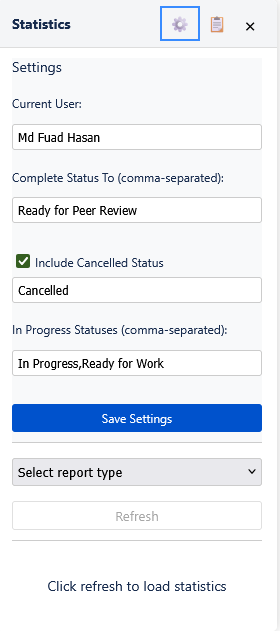 Statistics
Settings
Current User:
Md Fuad Hasan
Complete Status To (comma-separated):
Ready for Peer Review
Include Cancelled Status
Cancelled
In Progress Statuses (comma-separated):
In Progress,Ready for Work
Save Settings
Select report type
Refresh
Click refresh to load statistics